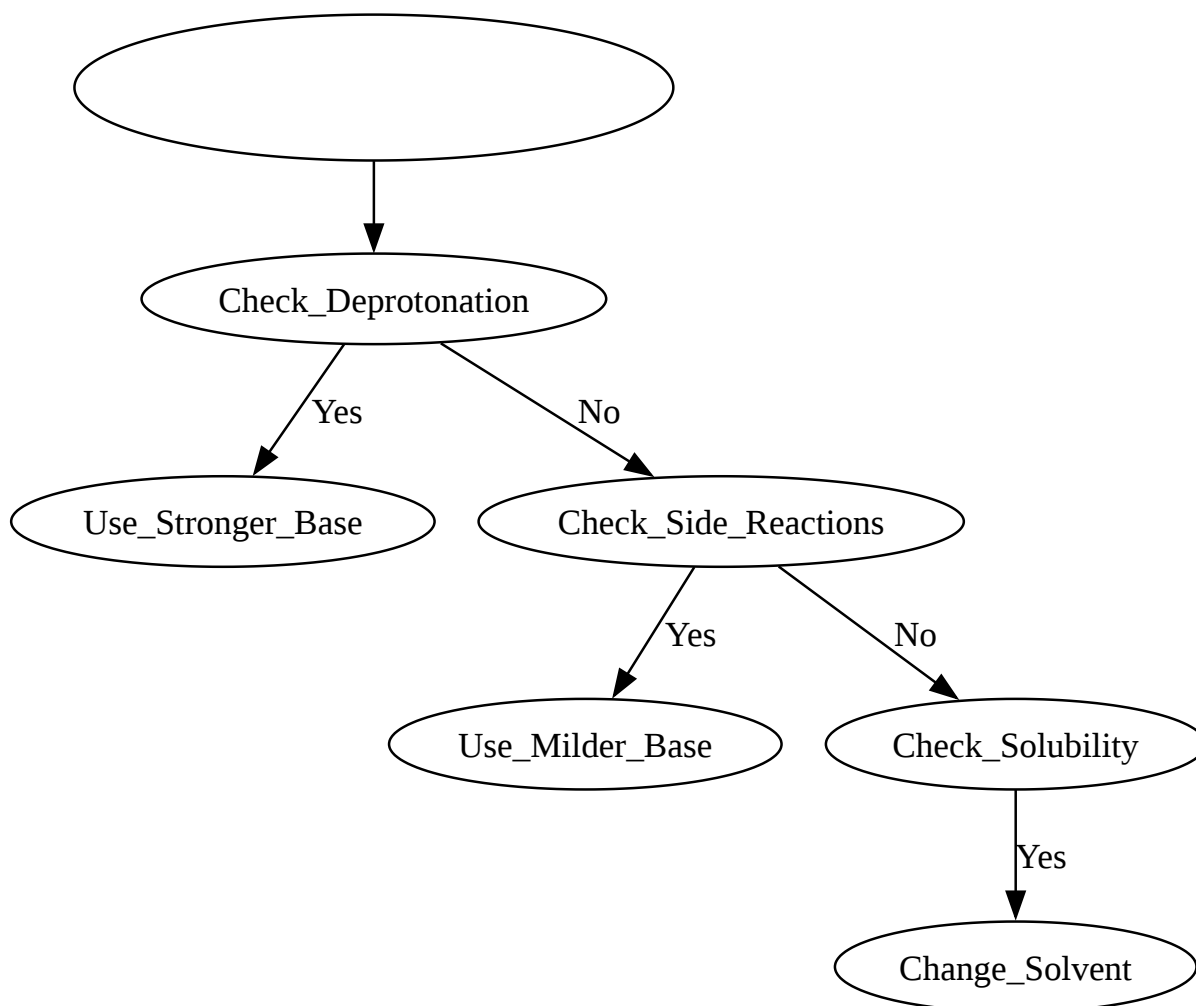 Check_Deprotonation
Yes
No
Use_Stronger_Base
Check_Side_Reactions
Yes
No
Use_Milder_Base
Check_Solubility
Yes
Change_Solvent